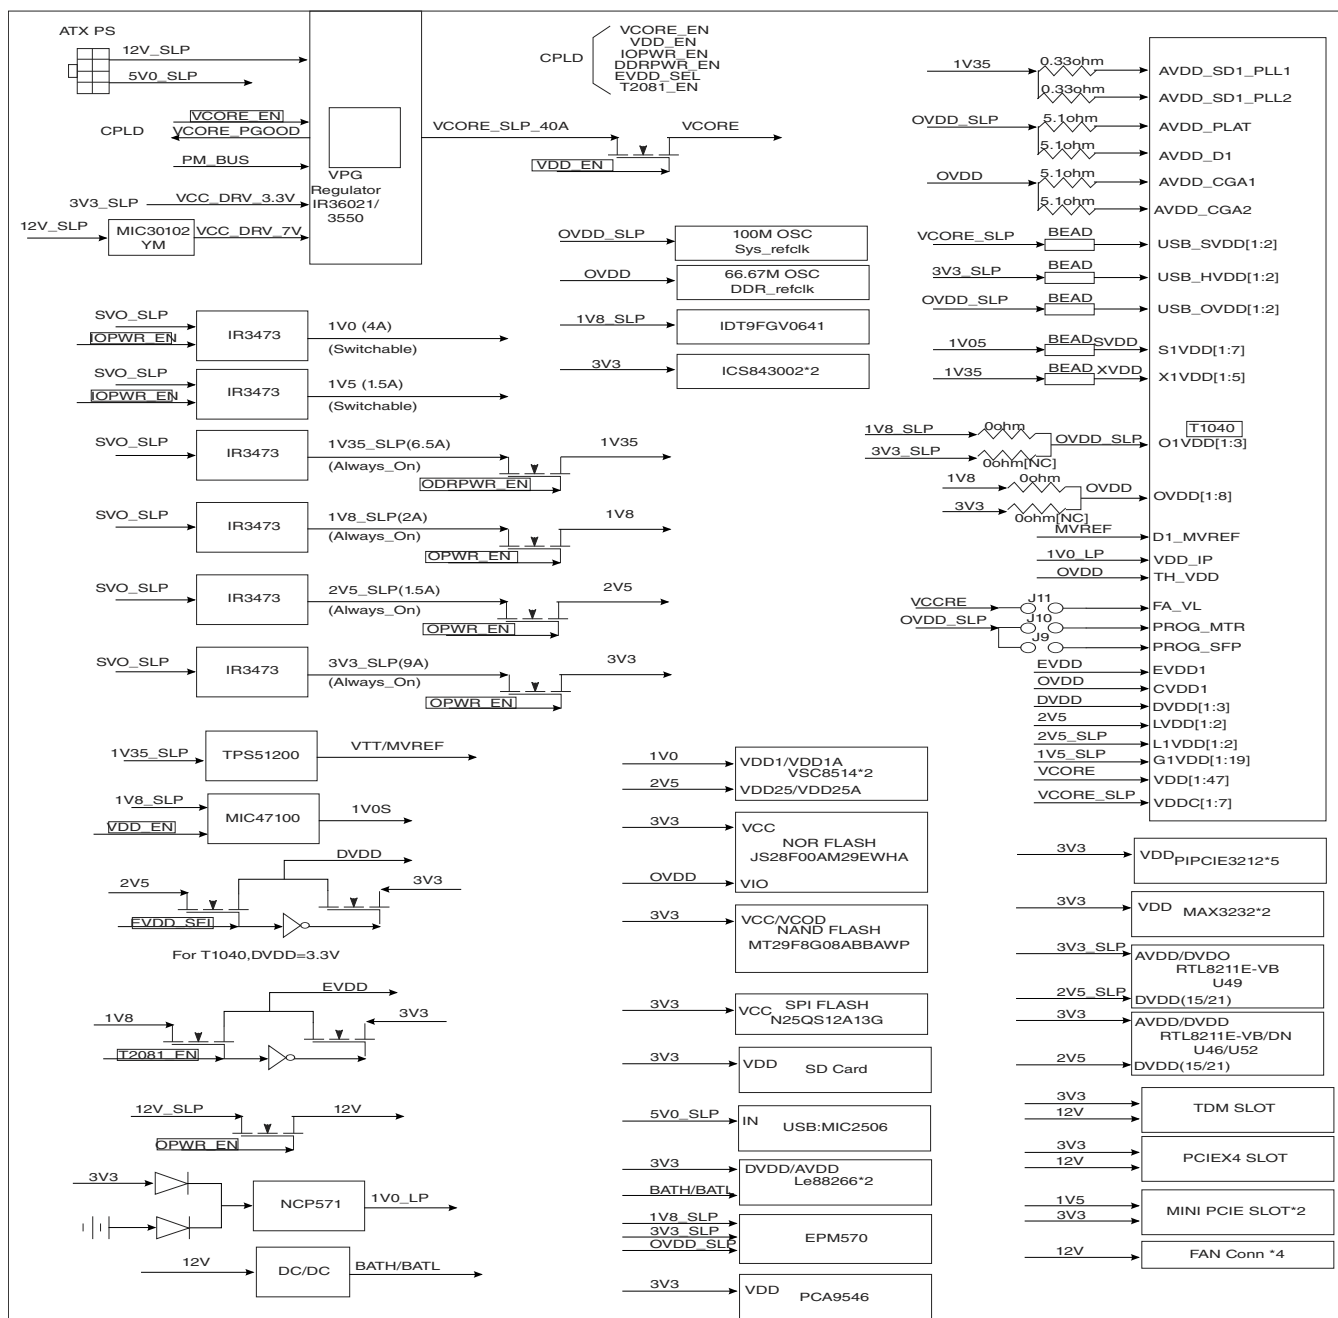 ATX PS
12V_SLP
5V0_SLP
VCORE_EN
CPLD
VCORE_PGOOD
PM_BUS
3V3_SLP
VCC_DRV_3.3V
12V_SLP
MIC30102
YM
VCC_DRV_7V
VPG
Regulator
IR36021/
3550
VCORE_SLP_40A
VCORE
VDD_EN
CPLD
VCORE_EN
VDD_EN
IOPWR_EN
DDRPWR_EN
EVDD_SEL
T2081_EN
OVDD_SLP
100M OSC
Sys_refclk
OVDD
66.67M OSC
DDR_refclk
1V8_SLP
IDT9FGV0641
3V3
ICS843002*2
SVO_SLP
IOPWR_EN
IR3473
1V0 (4A)
(Switchable)
SVO_SLP
IOPWR_EN
IR3473
1V5 (1.5A)
(Switchable)
SVO_SLP
IR3473
1V35_SLP(6.5A)
(Always_On)
1V35
ODRPWR_EN
SVO_SLP
IR3473
1V8_SLP(2A)
(Always_On)
1V8
OPWR_EN
SVO_SLP
IR3473
2V5_SLP(1.5A)
(Always_On)
2V5
OPWR_EN
SVO_SLP
IR3473
3V3_SLP(9A)
(Always_On)
3V3
OPWR_EN
1V35_SLP
TPS51200
VTT/MVREF
1V8_SLP
VDD_EN
MIC47100
1V0S
DVDD
2V5
3V3
EVDD_SEL
For T1040,DVDD=3.3V
EVDD
1V8
3V3
T2081_EN
12V_SLP
12V
OPWR_EN
3V3
NCP571
1V0_LP
12V
DC/DC
BATH/BATL
1V0
VDD1/VDD1A
VSC8514*2
2V5
VDD25/VDD25A
3V3
VCC
NOR FLASH
JS28F00AM29EWHA
OVDD
VIO
3V3
VCC/VCOD
NAND FLASH
MT29F8G08ABBAWP
3V3
VCC
SPI FLASH
N25QS12A13G
3V3
VDD
SD Card
5V0_SLP
IN
USB:MIC2506
3V3
DVDD/AVDD
Le88266*2
BATH/BATL
1V8_SLP
3V3_SLP
OVDD_SLP
EPM570
3V3
VDD
PCA9546
1V35
0.33ohm
AVDD_SD1_PLL1
0.33ohm
AVDD_SD1_PLL2
OVDD_SLP
5.1ohm
AVDD_PLAT
5.1ohm
AVDD_D1
OVDD
5.1ohm
AVDD_CGA1
5.1ohm
AVDD_CGA2
VCORE_SLP
BEAD
USB_SVDD[1:2]
3V3_SLP
BEAD
USB_HVDD[1:2]
OVDD_SLP
BEAD
USB_OVDD[1:2]
1V05
BEAD
SVDD
S1VDD[1:7]
1V35
BEAD
XVDD
X1VDD[1:5]
T1040
1V8_SLP
0ohm
OVDD_SLP
O1VDD[1:3]
3V3_SLP
0ohm[NC]
1V8
0ohm
OVDD
OVDD[1:8]
3V3
0ohm[NC]
MVREF
D1_MVREF
1V0_LP
VDD_IP
OVDD
TH_VDD
VCCRE
J11
FA_VL
OVDD_SLP
J10
PROG_MTR
J9
PROG_SFP
EVDD
EVDD1
OVDD
CVDD1
DVDD
DVDD[1:3]
2V5
LVDD[1:2]
2V5_SLP
L1VDD[1:2]
1V5_SLP
G1VDD[1:19]
VCORE
VDD[1:47]
VCORE_SLP
VDDC[1:7]
3V3
VDD
PIPCIE3212*5
3V3
VDD
MAX3232*2
3V3_SLP
AVDD/DVDO
RTL8211E-VB
U49
2V5_SLP
DVDD(15/21)
3V3
AVDD/DVDD
RTL8211E-VB/DN
U46/U52
2V5
DVDD(15/21)
3V3
12V
TDM SLOT
3V3
12V
PCIEX4 SLOT
1V5
3V3
MINI PCIE SLOT*2
12V
FAN Conn *4